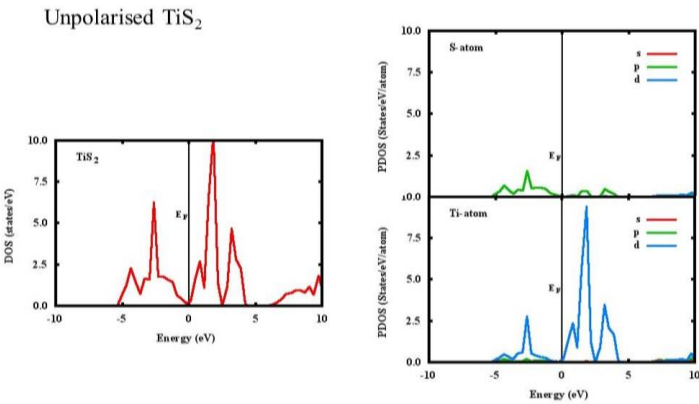 Unpolarised TiS₂
DOS (states/eV)
10.0
7.5
5.0
2.5
0.0
TiS₂
E_F
-10
-5
0
5
10
Energy (eV)
PDOS (States/eV/atom)
10.0
7.5
5.0
2.5
S-atom
s
p
d
E_F
PDOS (States/eV/atom)
10.0
7.5
5.0
2.5
0.0
Ti-atom
s
p
d
E_F
-10
-5
0
5
10
Energy (eV)